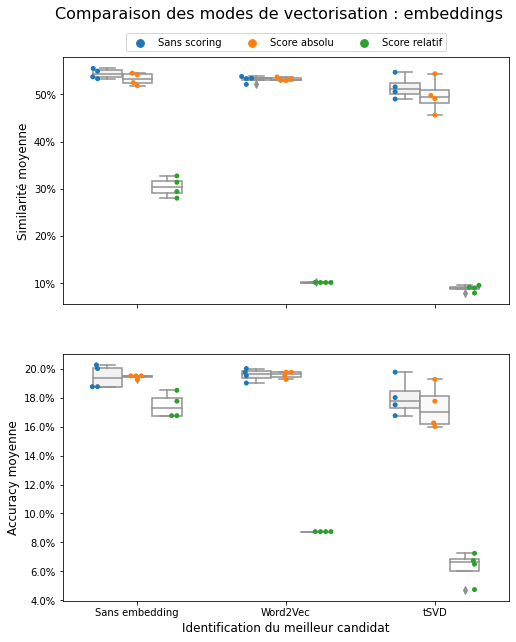 Comparaison des modes de vectorisation : embeddings
Sans scoring Score absolu Score relatif
Similarité moyenne
50%
40%
30%
20%
10%
Accuracy moyenne
20.0%
18.0%
16.0%
14.0%
12.0%
10.0%
8.0%
6.0%
4.0%
Sans embedding Word2Vec tSVD
Identification du meilleur candidat